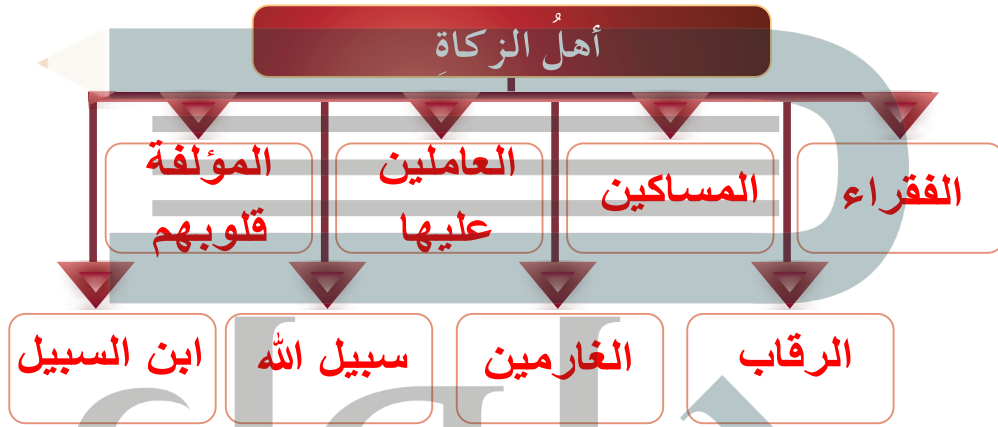 أهلُ الزكاةِ
الفقراء
المساكين
العاملين
عليها
المؤلفة
قلوبهم
الرقاب
الغارمين
سبيل الله
ابن السبيل